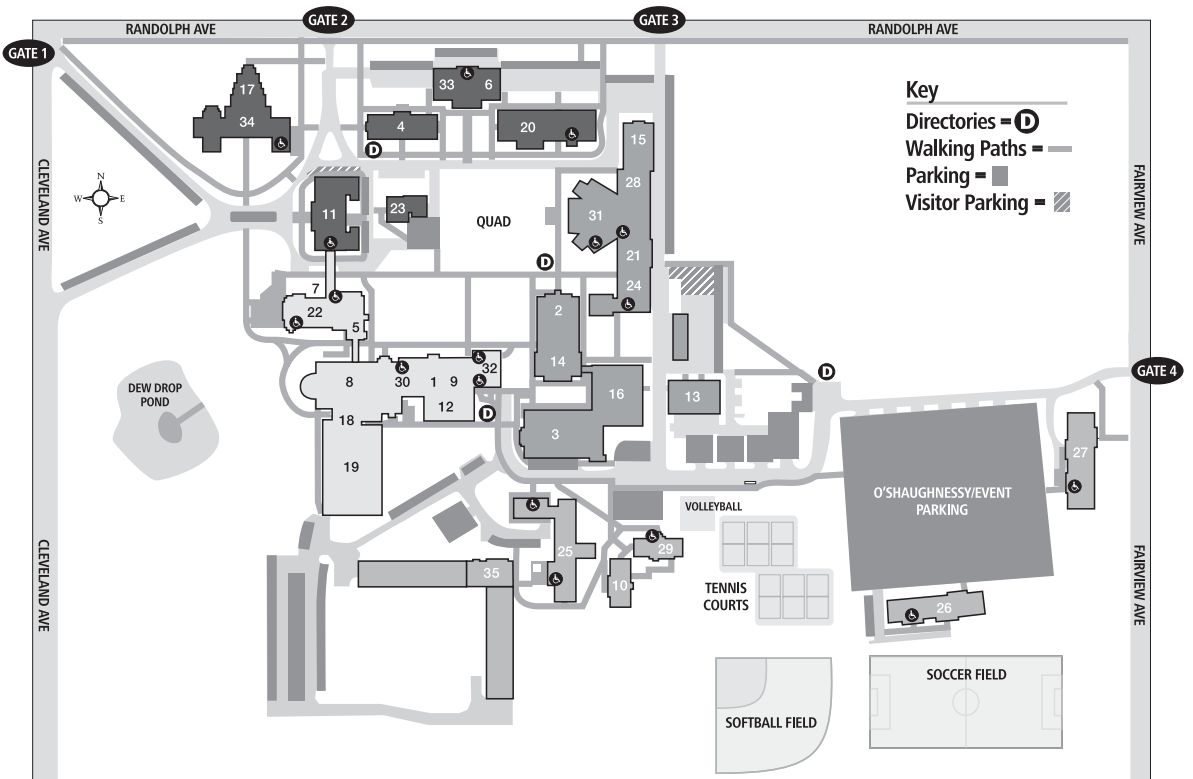 GATE 2
GATE 3
RANDOLPH AVE
RANDOLPH AVE
GATE 1
33 6
17
34
4
20
15
Key
Directories = D
Walking Paths =
Parking =
Visitor Parking =
D
CLEVELAND AVE
FAIRVIEW AVE
N
W E
S
28
11
23
QUAD
31
21
D
24
7
22
5
2
14
8
30
1
9
32
12
D
18
19
16
13
3
D
GATE 4
DEW DROP
POND
27
O'SHAUGHNESSY/EVENT
PARKING
VOLLEYBALL
25
29
10
35
TENNIS
COURTS
26
CLEVELAND AVE
FAIRVIEW AVE
SOFTBALL FIELD
SOCCER FIELD